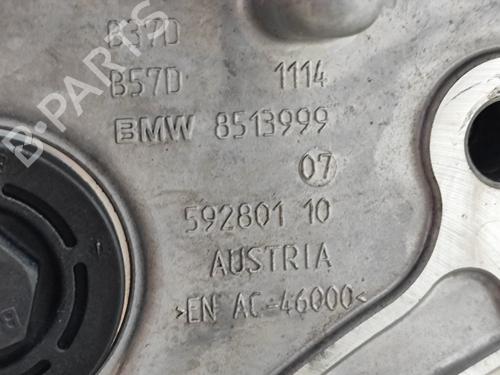 B37D
B57D 1114
BMW 8513999
07
592801 10
AUSTRIA
>EN AC-46000<
B-PARTS